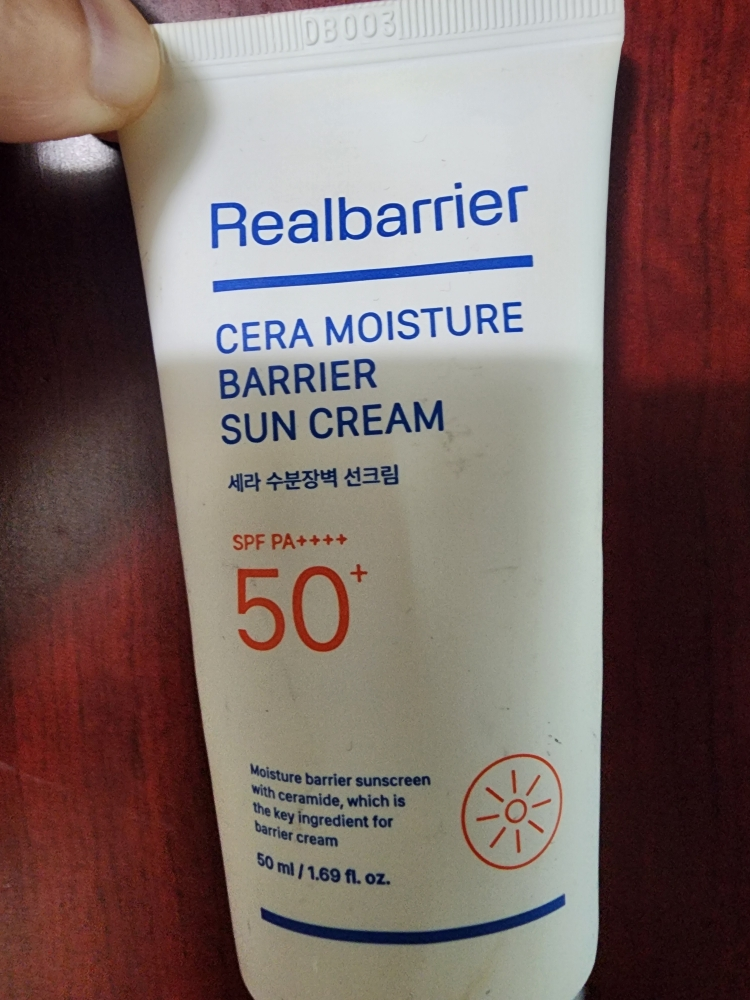 DB003
Realbarrier
CERA MOISTURE
BARRIER
SUN CREAM
세라 수분장벽 선크림
SPF PA++++
50+
Moisture barrier sunscreen
with ceramide, which is
the key ingredient for
barrier cream
50 ml / 1.69 fl. oz.